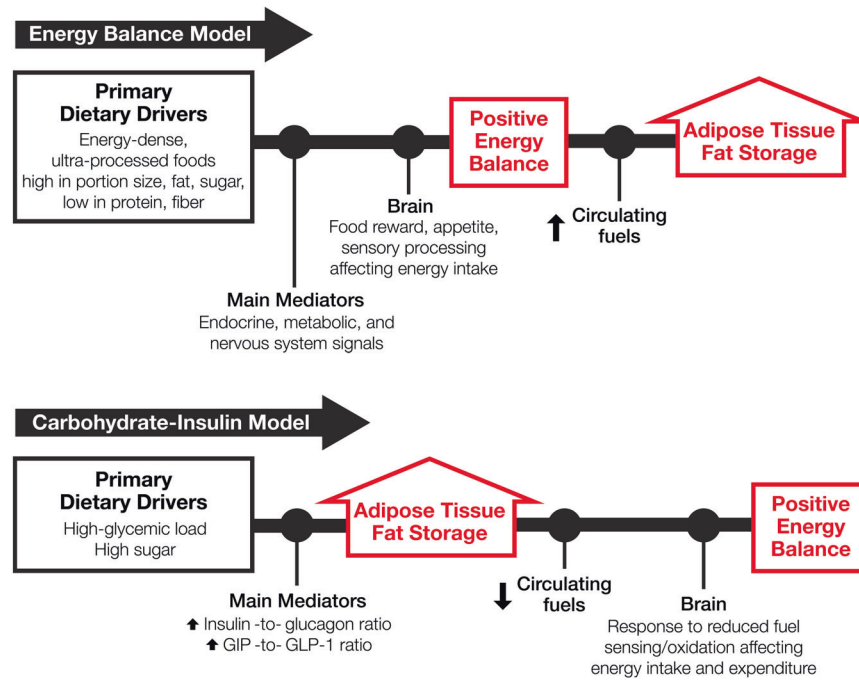 Energy Balance Model
Primary
Dietary Drivers
Energy-dense,
ultra-processed foods
high in portion size, fat, sugar,
low in protein, fiber
Main Mediators
Endocrine, metabolic, and
nervous system signals
Brain
Food reward, appetite,
sensory processing
affecting energy intake
Positive
Energy
Balance
Circulating
fuels
Adipose Tissue
Fat Storage
Carbohydrate-Insulin Model
Primary
Dietary Drivers
High-glycemic load
High sugar
Main Mediators
Insulin -to- glucagon ratio
GIP -to- GLP-1 ratio
Adipose Tissue
Fat Storage
Circulating
fuels
Brain
Response to reduced fuel
sensing/oxidation affecting
energy intake and expenditure
Positive
Energy
Balance